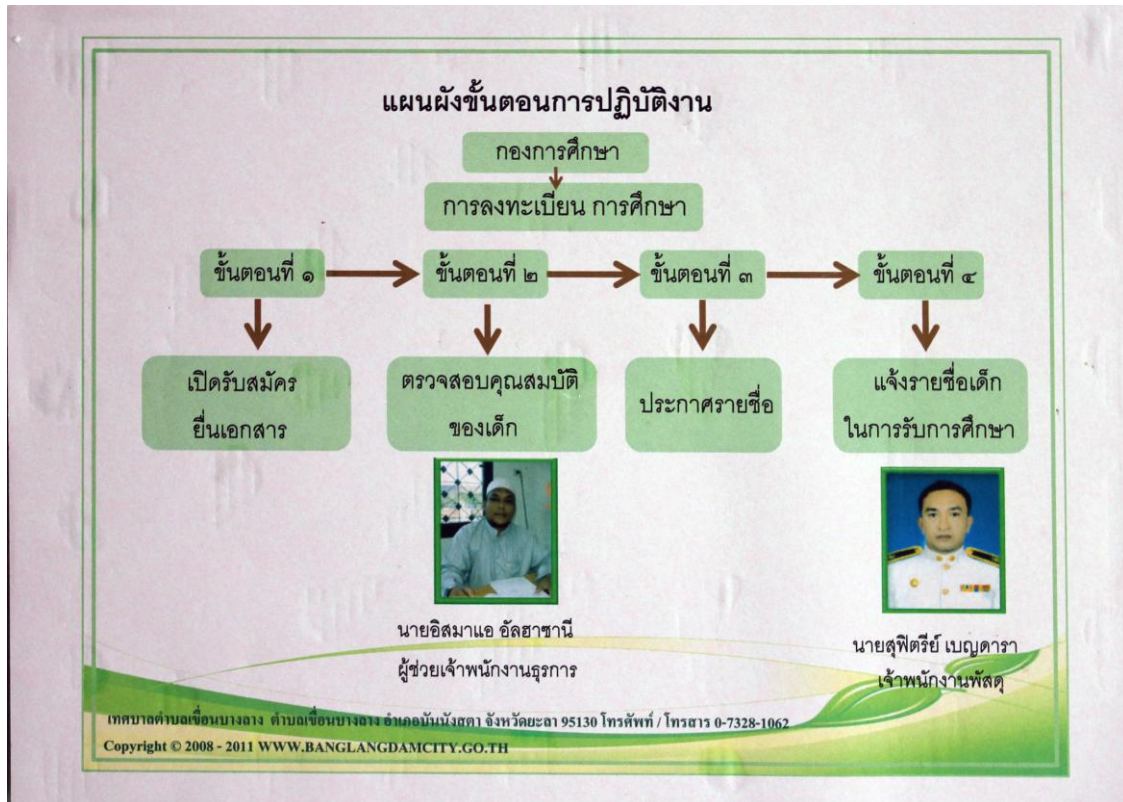 แผนผังขั้นตอนการปฏิบัติงาน
กองการศึกษา
การลงทะเบียน การศึกษา
ขั้นตอนที่ ๑
ขั้นตอนที่ ๒
ขั้นตอนที่ ๓
ขั้นตอนที่ ๔
เปิดรับสมัคร
ยื่นเอกสาร
ตรวจสอบคุณสมบัติ
ของเด็ก
ประกาศรายชื่อ
แจ้งรายชื่อเด็ก
ในการรับการศึกษา
นายอิสมาแอ อัลฮาซานี
ผู้ช่วยเจ้าพนักงานธุรการ
นายสุฟิตรีย์ เบญดารา
เจ้าพนักงานพัสดุ
เทศบาลตำบลเขื่อนบางลาง ตำบลเขื่อนบางลาง อำเภอบันนังสตา จังหวัดยะลา 95130 โทรศัพท์ / โทรสาร 0-7328-1062
Copyright © 2008 - 2011 WWW.BANGLANGDAMCITY.GO.TH